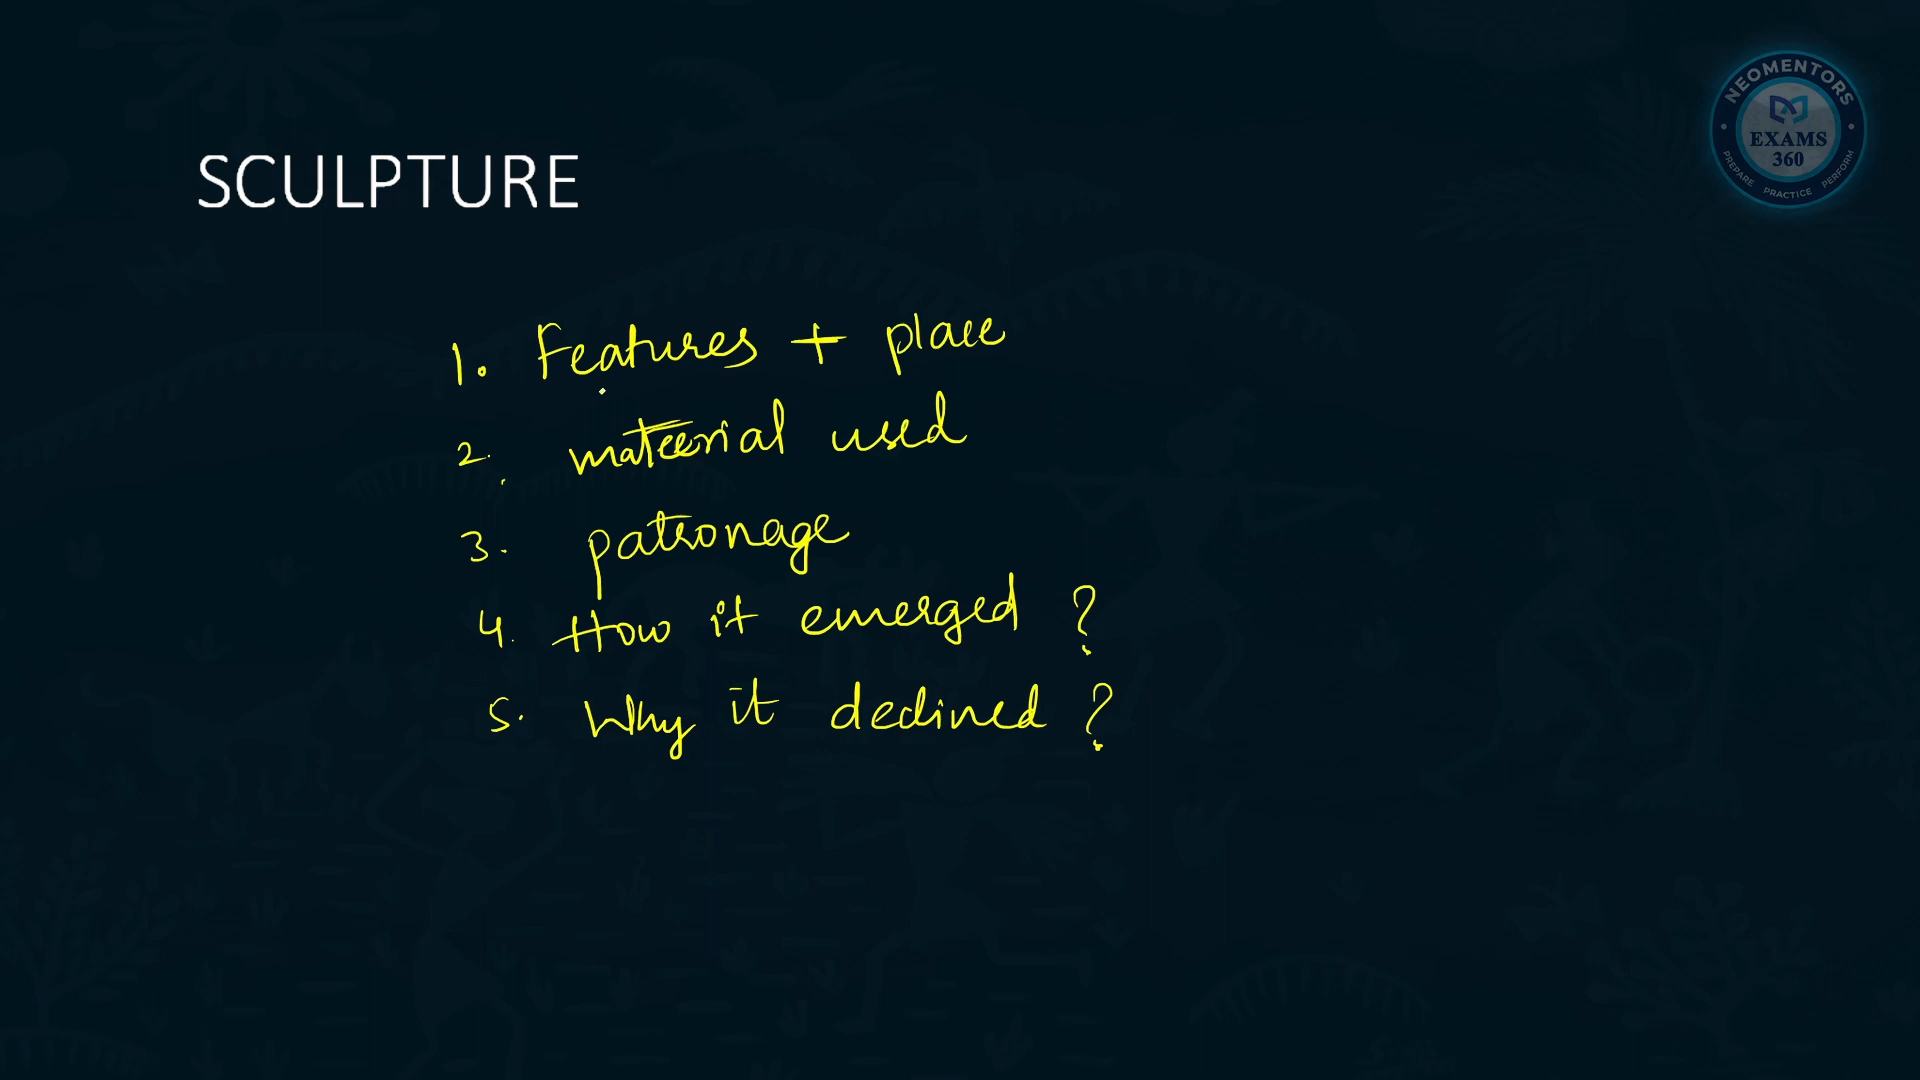 NEOMENTORS
EXAMS
360
PREPARE PRACTICE PERFORM
SCULPTURE
1. Features + place
2. material used
3. patronage
4. How it emerged ?
5. Why it declined ?